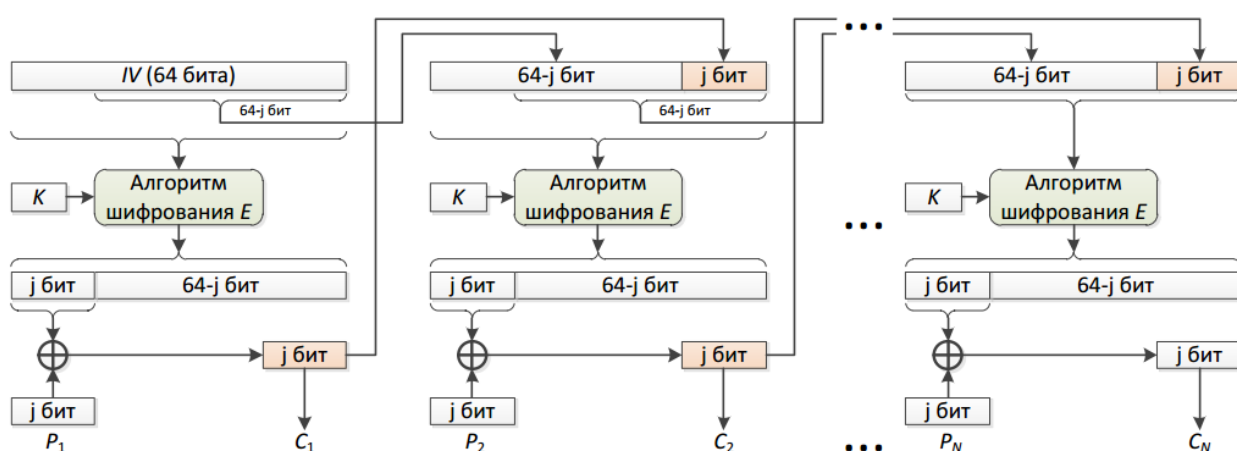 ...
IV (64 бита) 64-j бит j бит 64-j бит j бит
64-j бит 64-j бит
K Алгоритм шифрования E K Алгоритм шифрования E K Алгоритм шифрования E
...
j бит 64-j бит j бит 64-j бит j бит 64-j бит
j бит j бит j бит
j бит j бит j бит
P1 C1 P2 C2 ... PN CN